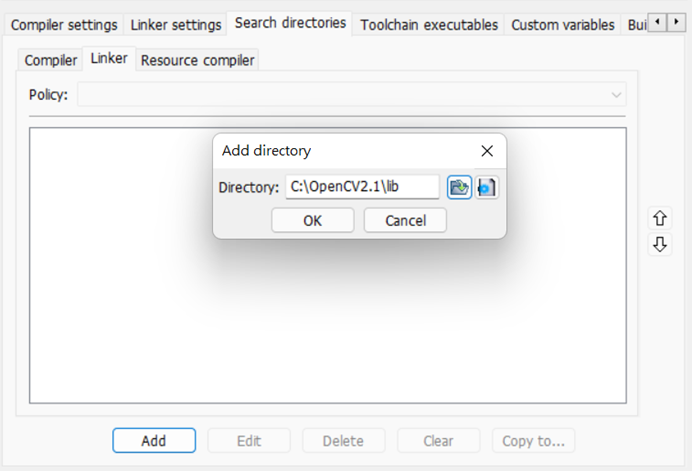 Compiler settings Linker settings Search directories Toolchain executables Custom variables Bui
Compiler Linker Resource compiler
Policy:
Add directory
Directory: C:\OpenCV2.1\lib
OK Cancel
Add Edit Delete Clear Copy to...